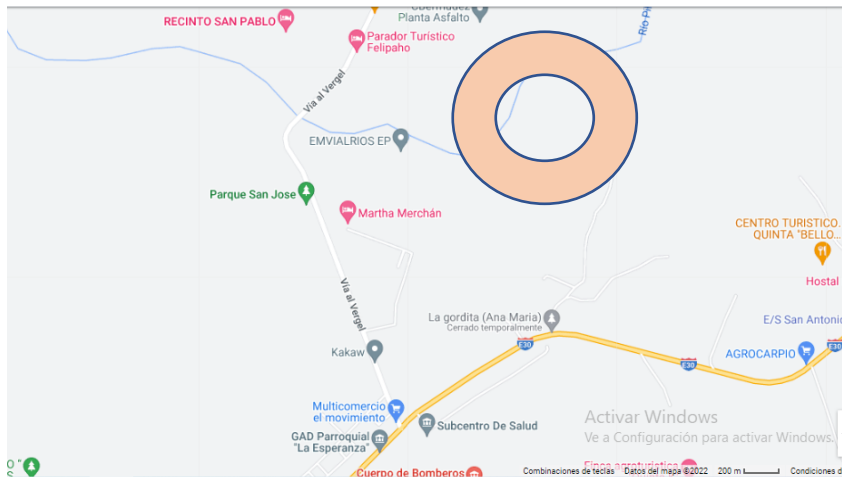 Planta Asfalto
RECINTO SAN PABLO
Parador Turístico
Felipaho
Vía al Vergel
EMVIALRIOS EP
Parque San Jose
Martha Merchán
CENTRO TURISTICO.
QUINTA "BELLO...
Hostal
Vía al Vergel
La gordita (Ana Maria)
Cerrado temporalmente
E/S San Antonio
E30
E30
E30
Kakaw
AGROCARPIO
Multicomercio
el movimiento
Subcentro De Salud
GAD Parroquial
"La Esperanza"
Activar Windows
Ve a Configuración para activar Windows.
Cuerpo de Bomberos
Combinaciones de teclas Datos del mapa ©2022 200 m Condiciones d